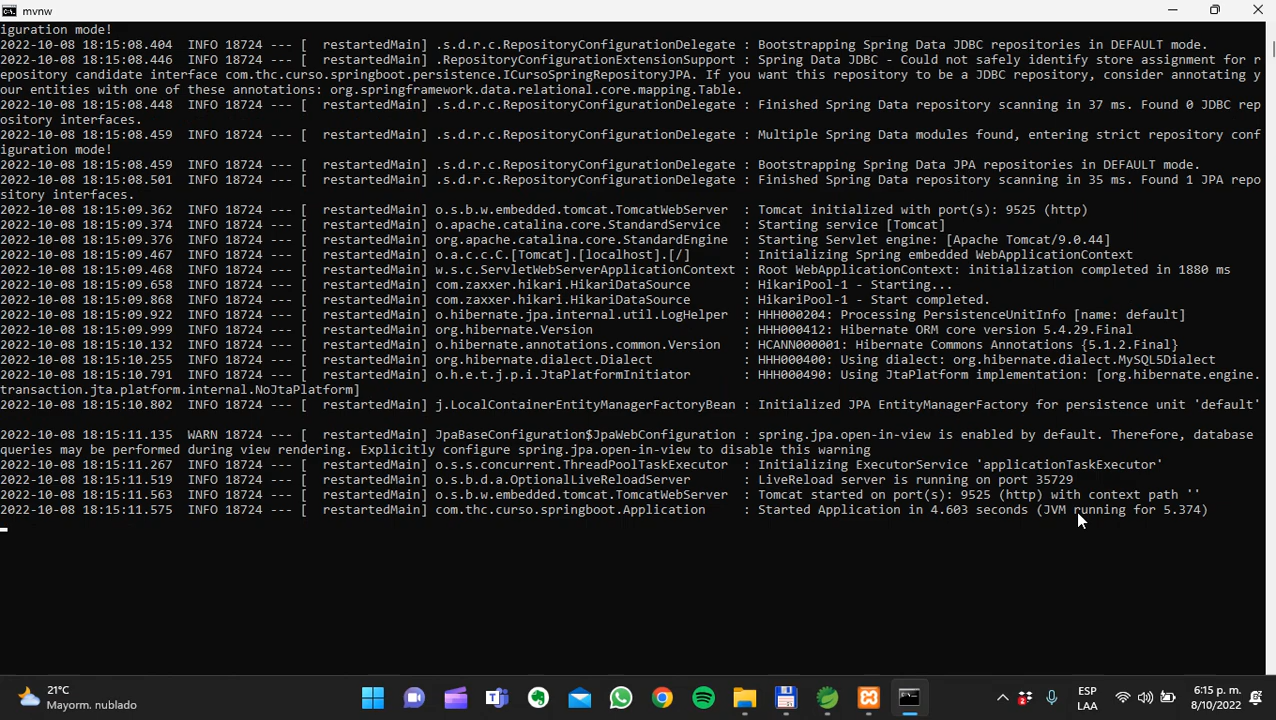 mvnw
iguration mode!
2022-10-08 18:15:08.404  INFO 18724 --- [  restartedMain] .s.d.r.c.RepositoryConfigurationDelegate : Bootstrapping Spring Data JDBC repositories in DEFAULT mode.
2022-10-08 18:15:08.446  INFO 18724 --- [  restartedMain] .RepositoryConfigurationExtensionSupport : Spring Data JDBC - Could not safely identify store assignment for r
epository candidate interface com.thc.curso.springboot.persistence.ICursoSpringRepositoryJPA. If you want this repository to be a JDBC repository, consider annotating y
our entities with one of these annotations: org.springframework.data.relational.core.mapping.Table.
2022-10-08 18:15:08.448  INFO 18724 --- [  restartedMain] .s.d.r.c.RepositoryConfigurationDelegate : Finished Spring Data repository scanning in 37 ms. Found 0 JDBC rep
ository interfaces.
2022-10-08 18:15:08.459  INFO 18724 --- [  restartedMain] .s.d.r.c.RepositoryConfigurationDelegate : Multiple Spring Data modules found, entering strict repository conf
iguration mode!
2022-10-08 18:15:08.459  INFO 18724 --- [  restartedMain] .s.d.r.c.RepositoryConfigurationDelegate : Bootstrapping Spring Data JPA repositories in DEFAULT mode.
2022-10-08 18:15:08.501  INFO 18724 --- [  restartedMain] .s.d.r.c.RepositoryConfigurationDelegate : Finished Spring Data repository scanning in 35 ms. Found 1 JPA repo
sitory interfaces.
2022-10-08 18:15:09.362  INFO 18724 --- [  restartedMain] o.s.b.w.embedded.tomcat.TomcatWebServer  : Tomcat initialized with port(s): 9525 (http)
2022-10-08 18:15:09.374  INFO 18724 --- [  restartedMain] o.apache.catalina.core.StandardService   : Starting service [Tomcat]
2022-10-08 18:15:09.376  INFO 18724 --- [  restartedMain] org.apache.catalina.core.StandardEngine  : Starting Servlet engine: [Apache Tomcat/9.0.44]
2022-10-08 18:15:09.467  INFO 18724 --- [  restartedMain] o.a.c.c.C.[Tomcat].[localhost].[/]       : Initializing Spring embedded WebApplicationContext
2022-10-08 18:15:09.468  INFO 18724 --- [  restartedMain] w.s.c.ServletWebServerApplicationContext : Root WebApplicationContext: initialization completed in 1880 ms
2022-10-08 18:15:09.658  INFO 18724 --- [  restartedMain] com.zaxxer.hikari.HikariDataSource       : HikariPool-1 - Starting...
2022-10-08 18:15:09.868  INFO 18724 --- [  restartedMain] com.zaxxer.hikari.HikariDataSource       : HikariPool-1 - Start completed.
2022-10-08 18:15:09.922  INFO 18724 --- [  restartedMain] o.hibernate.jpa.internal.util.LogHelper  : HHH000204: Processing PersistenceUnitInfo [name: default]
2022-10-08 18:15:09.999  INFO 18724 --- [  restartedMain] org.hibernate.Version                    : HHH000412: Hibernate ORM core version 5.4.29.Final
2022-10-08 18:15:10.132  INFO 18724 --- [  restartedMain] o.hibernate.annotations.common.Version   : HCANN000001: Hibernate Commons Annotations {5.1.2.Final}
2022-10-08 18:15:10.255  INFO 18724 --- [  restartedMain] org.hibernate.dialect.Dialect            : HHH000400: Using dialect: org.hibernate.dialect.MySQL5Dialect
2022-10-08 18:15:10.791  INFO 18724 --- [  restartedMain] o.h.e.t.j.p.i.JtaPlatformInitiator       : HHH000490: Using JtaPlatform implementation: [org.hibernate.engine.
transaction.jta.platform.internal.NoJtaPlatform]
2022-10-08 18:15:10.802  INFO 18724 --- [  restartedMain] j.LocalContainerEntityManagerFactoryBean : Initialized JPA EntityManagerFactory for persistence unit 'default'
2022-10-08 18:15:11.135  WARN 18724 --- [  restartedMain] JpaBaseConfiguration$JpaWebConfiguration : spring.jpa.open-in-view is enabled by default. Therefore, database
queries may be performed during view rendering. Explicitly configure spring.jpa.open-in-view to disable this warning
2022-10-08 18:15:11.267  INFO 18724 --- [  restartedMain] o.s.s.concurrent.ThreadPoolTaskExecutor  : Initializing ExecutorService 'applicationTaskExecutor'
2022-10-08 18:15:11.519  INFO 18724 --- [  restartedMain] o.s.b.d.a.OptionalLiveReloadServer       : LiveReload server is running on port 35729
2022-10-08 18:15:11.563  INFO 18724 --- [  restartedMain] o.s.b.w.embedded.tomcat.TomcatWebServer  : Tomcat started on port(s): 9525 (http) with context path ''
2022-10-08 18:15:11.575  INFO 18724 --- [  restartedMain] com.thc.curso.springboot.Application     : Started Application in 4.603 seconds (JVM running for 5.374)
21°C
Mayorm. nublado
ESP
LAA
6:15 p. m.
8/10/2022